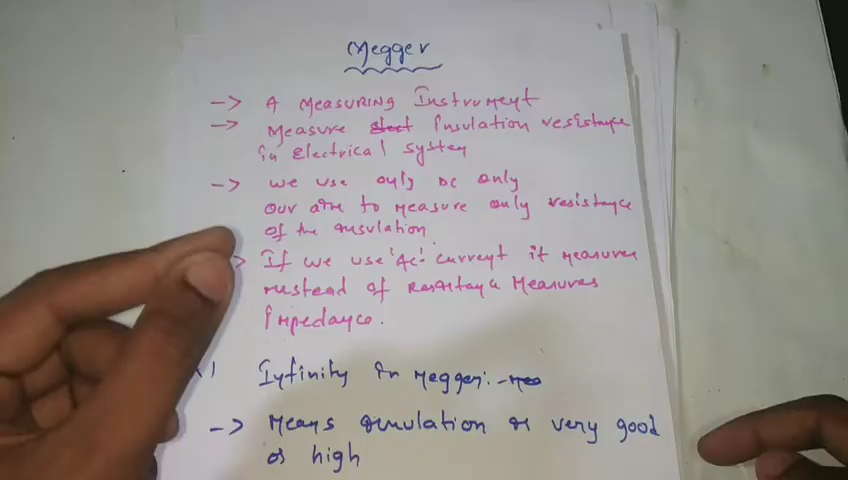 Megger
-> A Measuring Instrument
-> Measure Insulation resistance
in Electrical System
-> We use only DC only
our aim to Measure only resistance
of the insulation
> If we use 'AC' current it measures
instead of Resistance Measures
Impedance.
Infinity in Megger:-
-> Means insulation is very good
or high